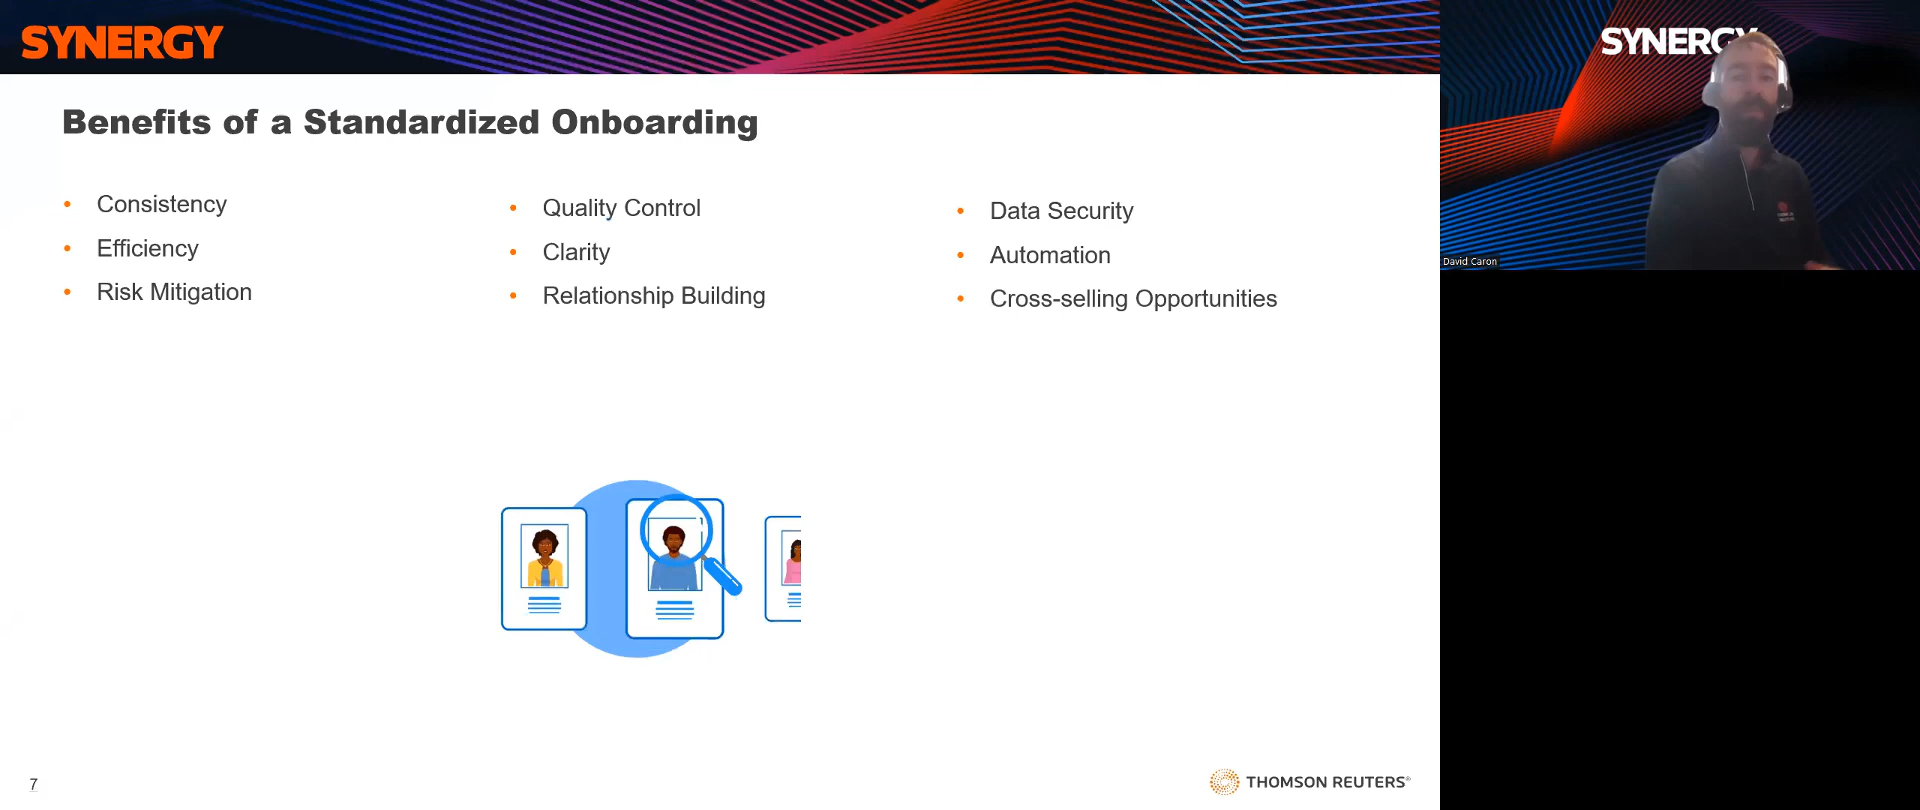 SYNERGY
Benefits of a Standardized Onboarding
• Consistency
• Efficiency
• Risk Mitigation
• Quality Control
• Clarity
• Relationship Building
• Data Security
• Automation
• Cross-selling Opportunities
7
THOMSON REUTERS®
SYNERGY
David Caron